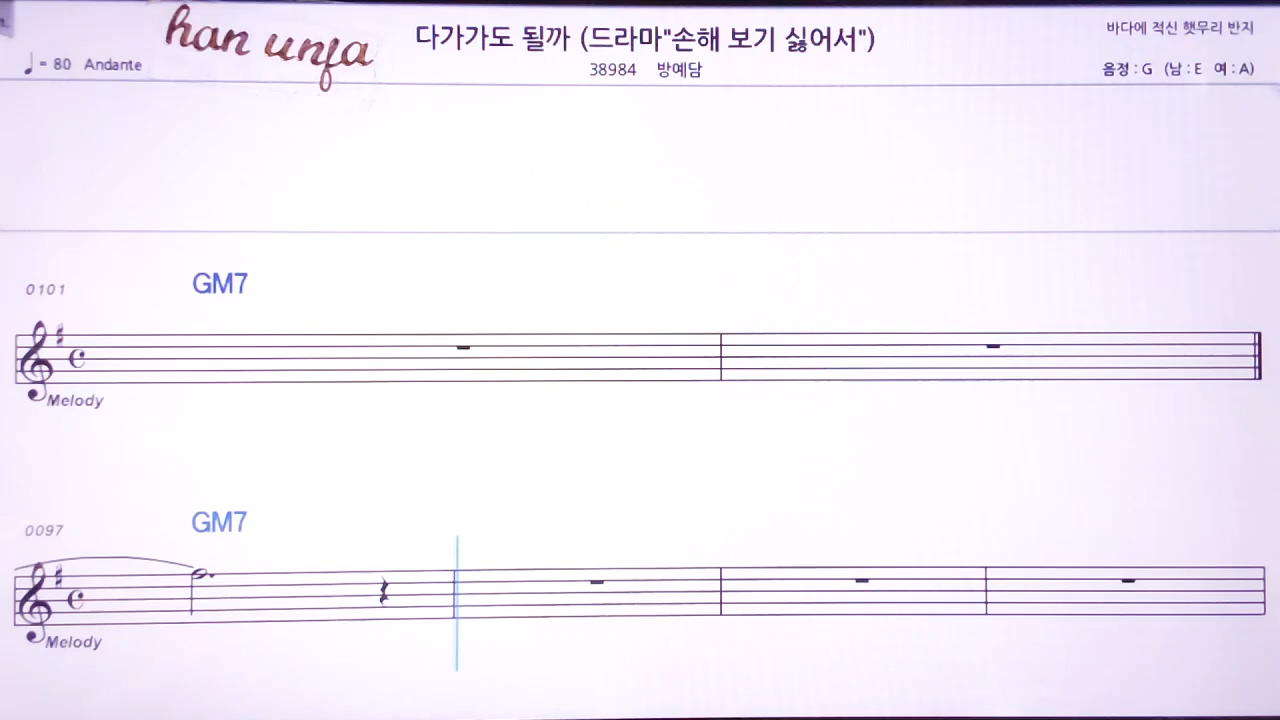 han unfa
다가가도 될까 (드라마"손해 보기 싫어서")
바다에 적신 햇무리 반지
♩ = 80 Andante
38984 방예담
음정 : G (남 : E 여 : A)
0101
GM7
Melody
0097
GM7
Melody